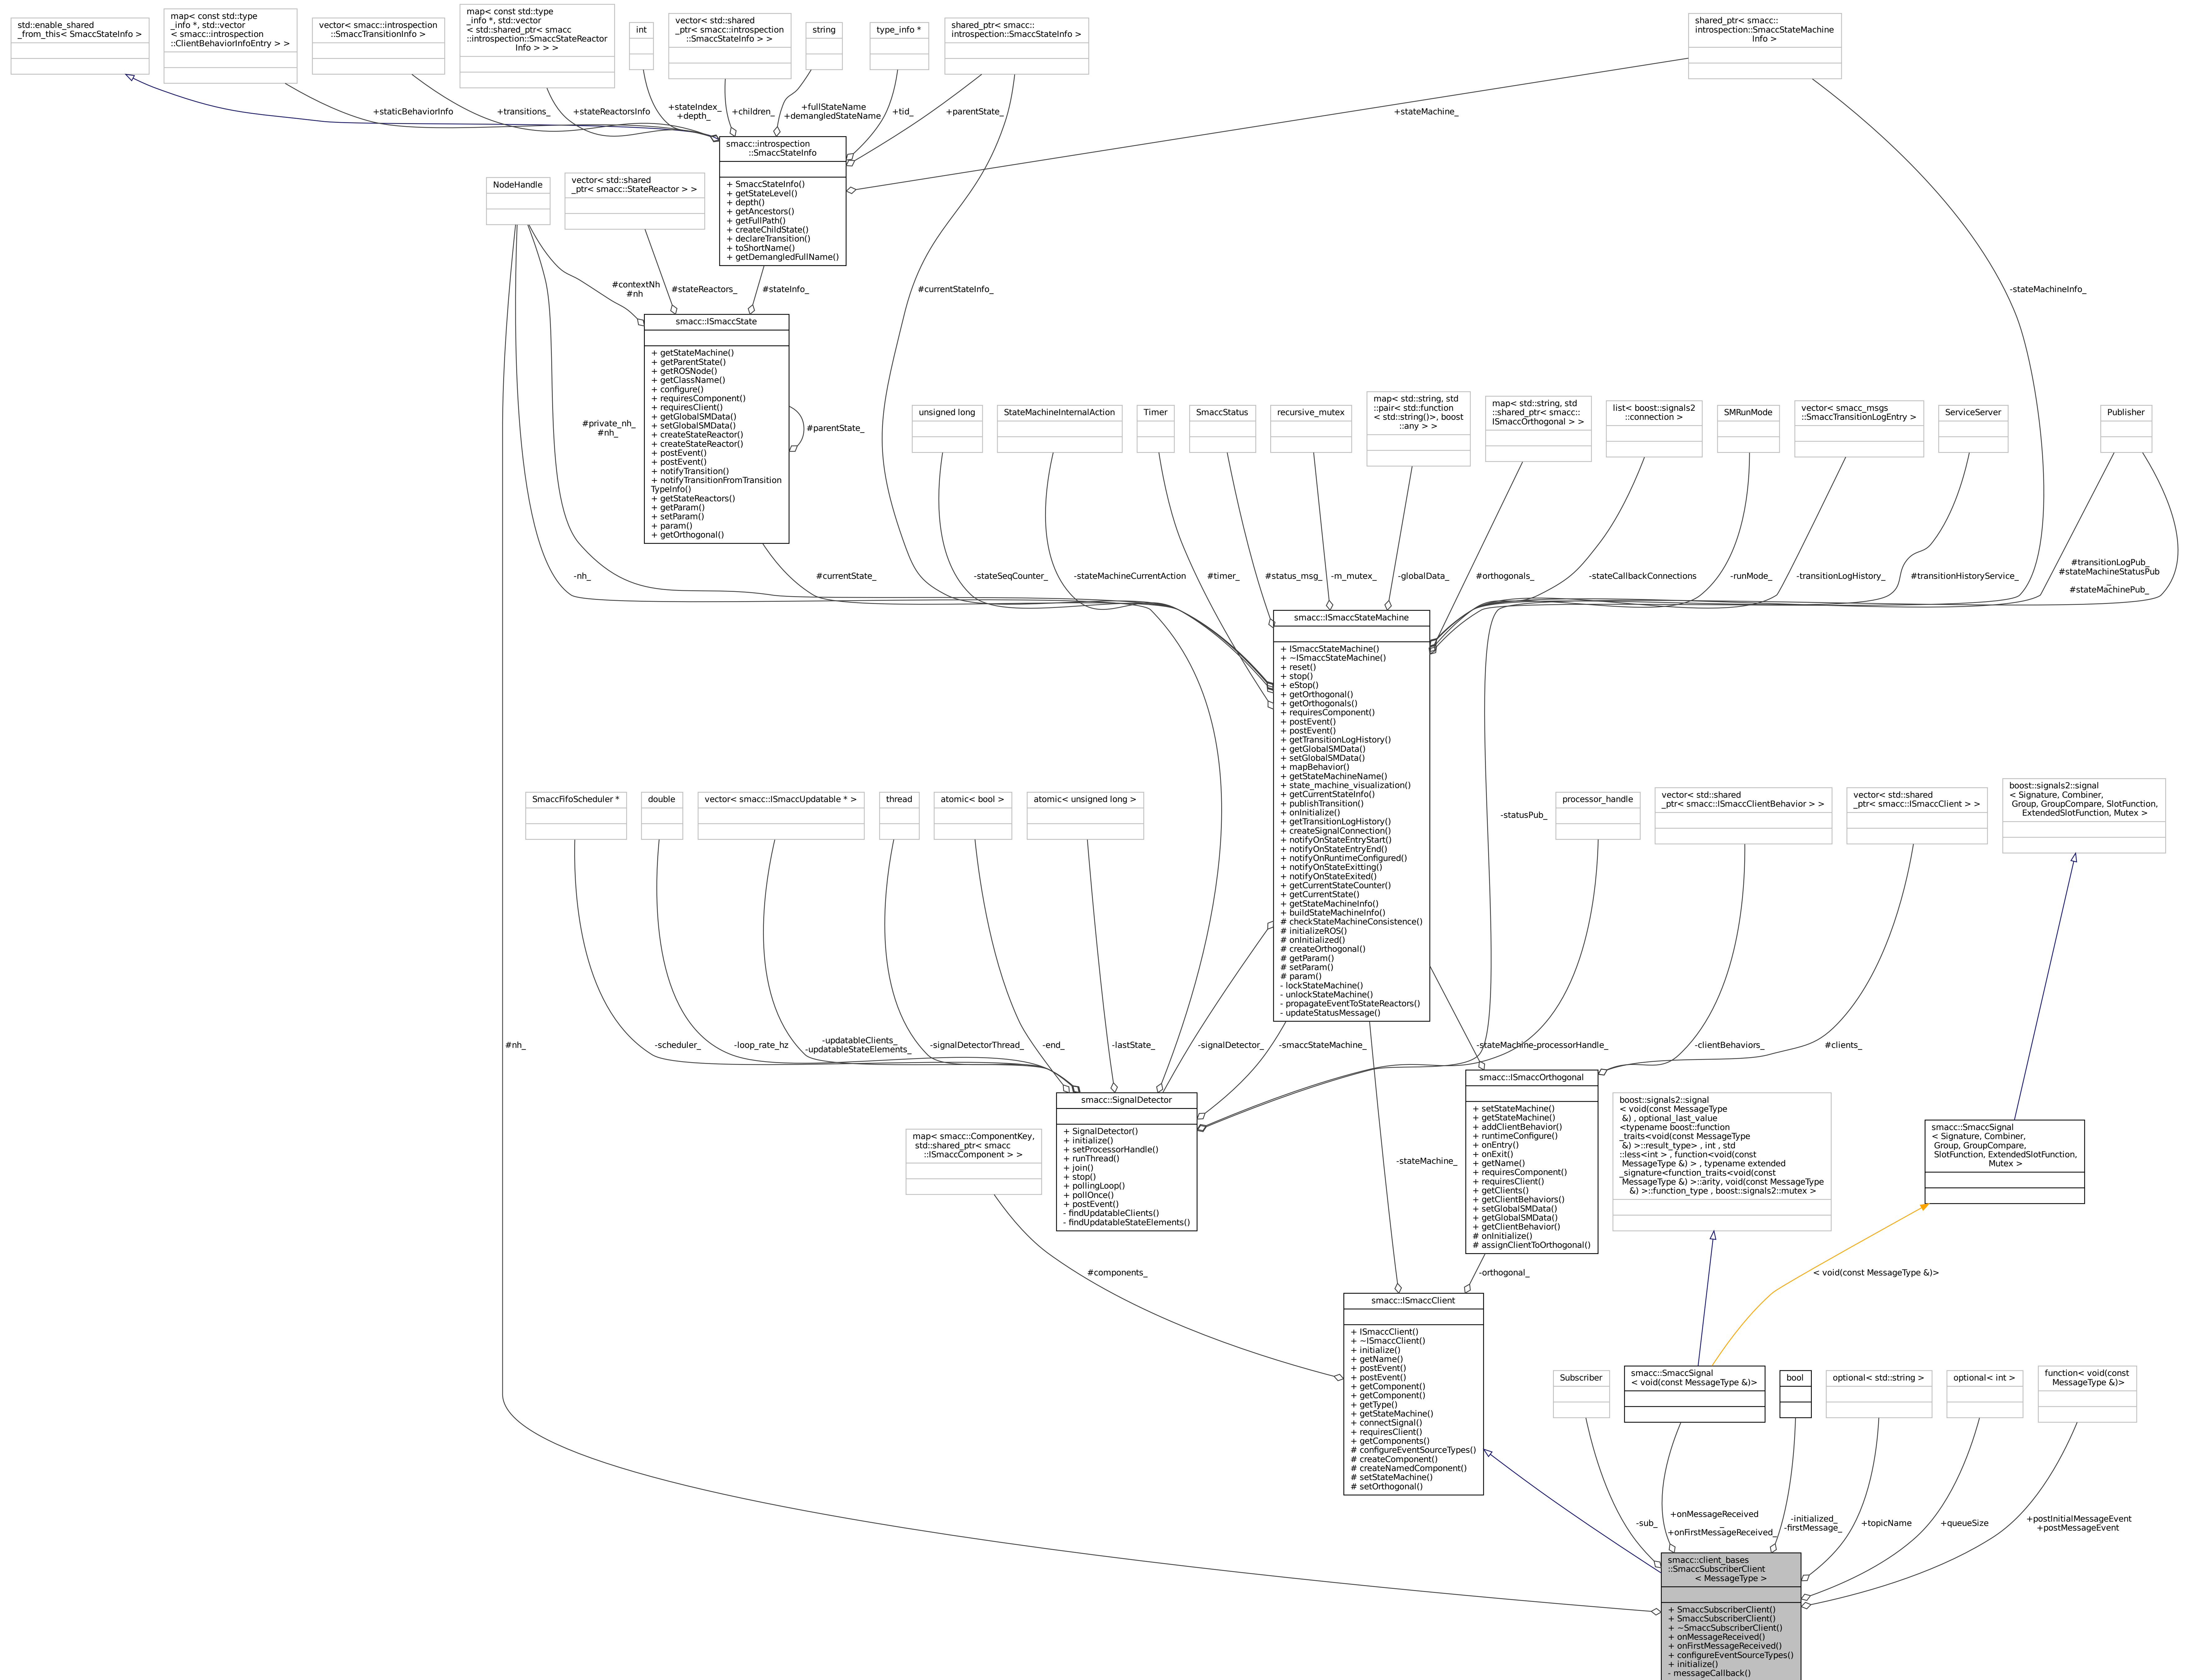 std::enable_shared
_from_this< SmaccStateInfo >
map< const std::type
_info *, std::vector
< smacc::introspection
::ClientBehaviorInfoEntry > >
vector< smacc::introspection
::SmaccTransitionInfo >
map< const std::type
_info *, std::vector
< std::shared_ptr< smacc
::introspection::SmaccStateReactor
Info > > >
int
vector< std::shared
_ptr< smacc::introspection
::SmaccStateInfo > >
string
type_info *
shared_ptr< smacc::
introspection::SmaccStateInfo >
shared_ptr< smacc::
introspection::SmaccStateMachine
Info >
+staticBehaviorInfo
+transitions_
+stateReactorsInfo
+stateIndex_
+depth_
+children_
+fullStateName
+demangledStateName
+tid_
+parentState_
+stateMachine_
smacc::introspection
::SmaccStateInfo
+ SmaccStateInfo()
+ getStateLevel()
+ depth()
+ getAncestors()
+ getFullPath()
+ createChildState()
+ declareTransition()
+ toShortName()
+ getDemangledFullName()
NodeHandle
vector< std::shared
_ptr< smacc::StateReactor > >
#contextNh
#nh
#stateReactors_
#stateInfo_
#currentStateInfo_
-stateMachineInfo_
smacc::ISmaccState
+ getStateMachine()
+ getParentState()
+ getROSNode()
+ getClassName()
+ configure()
+ requiresComponent()
+ requiresClient()
+ getGlobalSMData()
+ setGlobalSMData()
+ createStateReactor()
+ createStateReactor()
+ postEvent()
+ postEvent()
+ notifyTransition()
+ notifyTransitionFromTransition
TypeInfo()
+ getStateReactors()
+ getParam()
+ setParam()
+ param()
+ getOrthogonal()
#parentState_
#private_nh_
#nh_
unsigned long
StateMachineInternalAction
Timer
SmaccStatus
recursive_mutex
map< std::string, std
::pair< std::function
< std::string()>, boost
::any > >
map< std::string, std
::shared_ptr< smacc::
ISmaccOrthogonal > >
list< boost::signals2
::connection >
SMRunMode
vector< smacc_msgs
::SmaccTransitionLogEntry >
ServiceServer
Publisher
-nh_
#currentState_
-stateSeqCounter_
-stateMachineCurrentAction
#timer_
#status_msg_
-m_mutex_
-globalData_
#orthogonals_
-stateCallbackConnections
-runMode_
-transitionLogHistory_
#transitionHistoryService_
#transitionLogPub_
#stateMachineStatusPub
_
#stateMachinePub_
smacc::ISmaccStateMachine
+ ISmaccStateMachine()
+ ~ISmaccStateMachine()
+ reset()
+ stop()
+ eStop()
+ getOrthogonal()
+ getOrthogonals()
+ requiresComponent()
+ postEvent()
+ postEvent()
+ getTransitionLogHistory()
+ getGlobalSMData()
+ setGlobalSMData()
+ mapBehavior()
+ getStateMachineName()
+ state_machine_visualization()
+ getCurrentStateInfo()
+ publishTransition()
+ onInitialize()
+ getTransitionLogHistory()
+ createSignalConnection()
+ notifyOnStateEntryStart()
+ notifyOnStateEntryEnd()
+ notifyOnRuntimeConfigured()
+ notifyOnStateExitting()
+ notifyOnStateExited()
+ getCurrentStateCounter()
+ getCurrentState()
+ getStateMachineInfo()
+ buildStateMachineInfo()
# checkStateMachineConsistence()
# initializeROS()
# onInitialized()
# createOrthogonal()
# getParam()
# setParam()
# param()
- lockStateMachine()
- unlockStateMachine()
- propagateEventToStateReactors()
- updateStatusMessage()
SmaccFifoScheduler *
double
vector< smacc::ISmaccUpdatable * >
thread
atomic< bool >
atomic< unsigned long >
-statusPub_
processor_handle
vector< std::shared
_ptr< smacc::ISmaccClientBehavior > >
vector< std::shared
_ptr< smacc::ISmaccClient > >
boost::signals2::signal
< Signature, Combiner,
Group, GroupCompare, SlotFunction,
ExtendedSlotFunction, Mutex >
#nh_
-scheduler_
-loop_rate_hz
-updatableClients_
-updatableStateElements_
-signalDetectorThread_
-end_
-lastState_
-signalDetector_
-smaccStateMachine_
-stateMachine_
-processorHandle_
-clientBehaviors_
#clients_
smacc::SignalDetector
+ SignalDetector()
+ initialize()
+ setProcessorHandle()
+ runThread()
+ join()
+ stop()
+ pollingLoop()
+ pollOnce()
+ postEvent()
- findUpdatableClients()
- findUpdatableStateElements()
smacc::ISmaccOrthogonal
+ setStateMachine()
+ getStateMachine()
+ addClientBehavior()
+ runtimeConfigure()
+ onEntry()
+ onExit()
+ getName()
+ requiresComponent()
+ requiresClient()
+ getClients()
+ getClientBehaviors()
+ setGlobalSMData()
+ getGlobalSMData()
+ getClientBehavior()
# onInitialize()
# assignClientToOrthogonal()
boost::signals2::signal
< void(const MessageType
&) , optional_last_value
<typename boost::function
_traits<void(const MessageType
&) >::result_type> , int , std
::less<int > , function<void(const
MessageType &) > , typename extended
_signature<function_traits<void(const
MessageType &) >::arity, void(const MessageType
&) >::function_type , boost::signals2::mutex >
smacc::SmaccSignal
< Signature, Combiner,
Group, GroupCompare,
SlotFunction, ExtendedSlotFunction,
Mutex >
map< smacc::ComponentKey,
std::shared_ptr< smacc
::ISmaccComponent > >
-stateMachine_
#components_
-orthogonal_
< void(const MessageType &)>
smacc::ISmaccClient
+ ISmaccClient()
+ ~ISmaccClient()
+ initialize()
+ getName()
+ postEvent()
+ postEvent()
+ getComponent()
+ getComponent()
+ getType()
+ getStateMachine()
+ connectSignal()
+ requiresClient()
+ getComponents()
# configureEventSourceTypes()
# createComponent()
# createNamedComponent()
# setStateMachine()
# setOrthogonal()
Subscriber
smacc::SmaccSignal
< void(const MessageType &)>
bool
optional< std::string >
optional< int >
function< void(const
MessageType &)>
-sub_
+onMessageReceived
_
+onFirstMessageReceived_
-initialized_
-firstMessage_
+topicName
+queueSize
+postInitialMessageEvent
+postMessageEvent
smacc::client_bases
::SmaccSubscriberClient
< MessageType >
+ SmaccSubscriberClient()
+ SmaccSubscriberClient()
+ ~SmaccSubscriberClient()
+ onMessageReceived()
+ onFirstMessageReceived()
+ configureEventSourceTypes()
+ initialize()
- messageCallback()